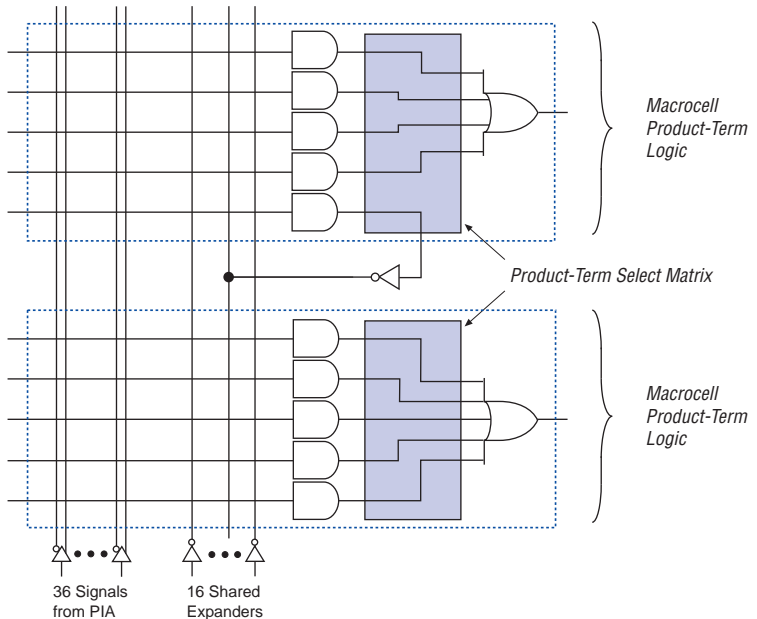 Macrocell
Product-Term
Logic
Product-Term Select Matrix
Macrocell
Product-Term
Logic
36 Signals
from PIA
16 Shared
Expanders